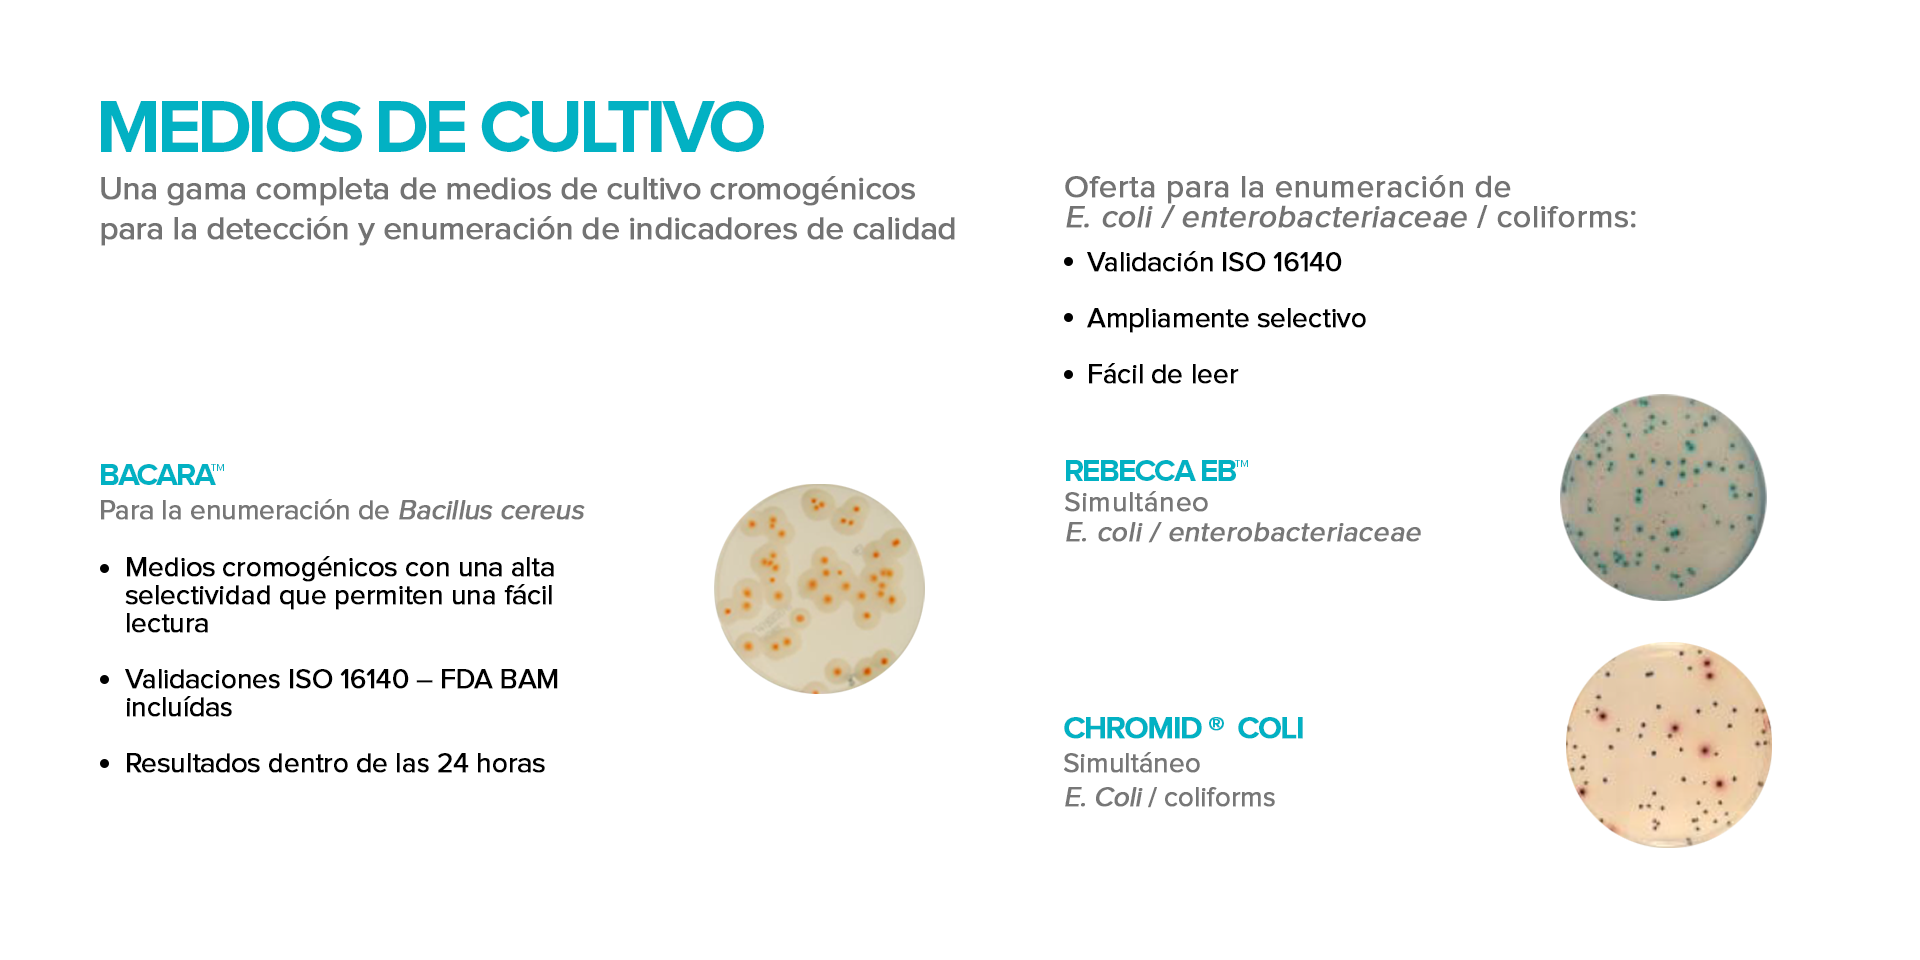 MEDIOS DE CULTIVO
Una gama completa de medios de cultivo cromogénicos
para la detección y enumeración de indicadores de calidad
BACARA™
Para la enumeración de Bacillus cereus
• Medios cromogénicos con una alta
selectividad que permiten una fácil
lectura
• Validaciones ISO 16140 – FDA BAM
incluídas
• Resultados dentro de las 24 horas
Oferta para la enumeración de
E. coli / enterobacteriaceae / coliforms:
• Validación ISO 16140
• Ampliamente selectivo
• Fácil de leer
REBECCA EB™
Simultáneo
E. coli / enterobacteriaceae
CHROMID ® COLI
Simultáneo
E. Coli / coliforms